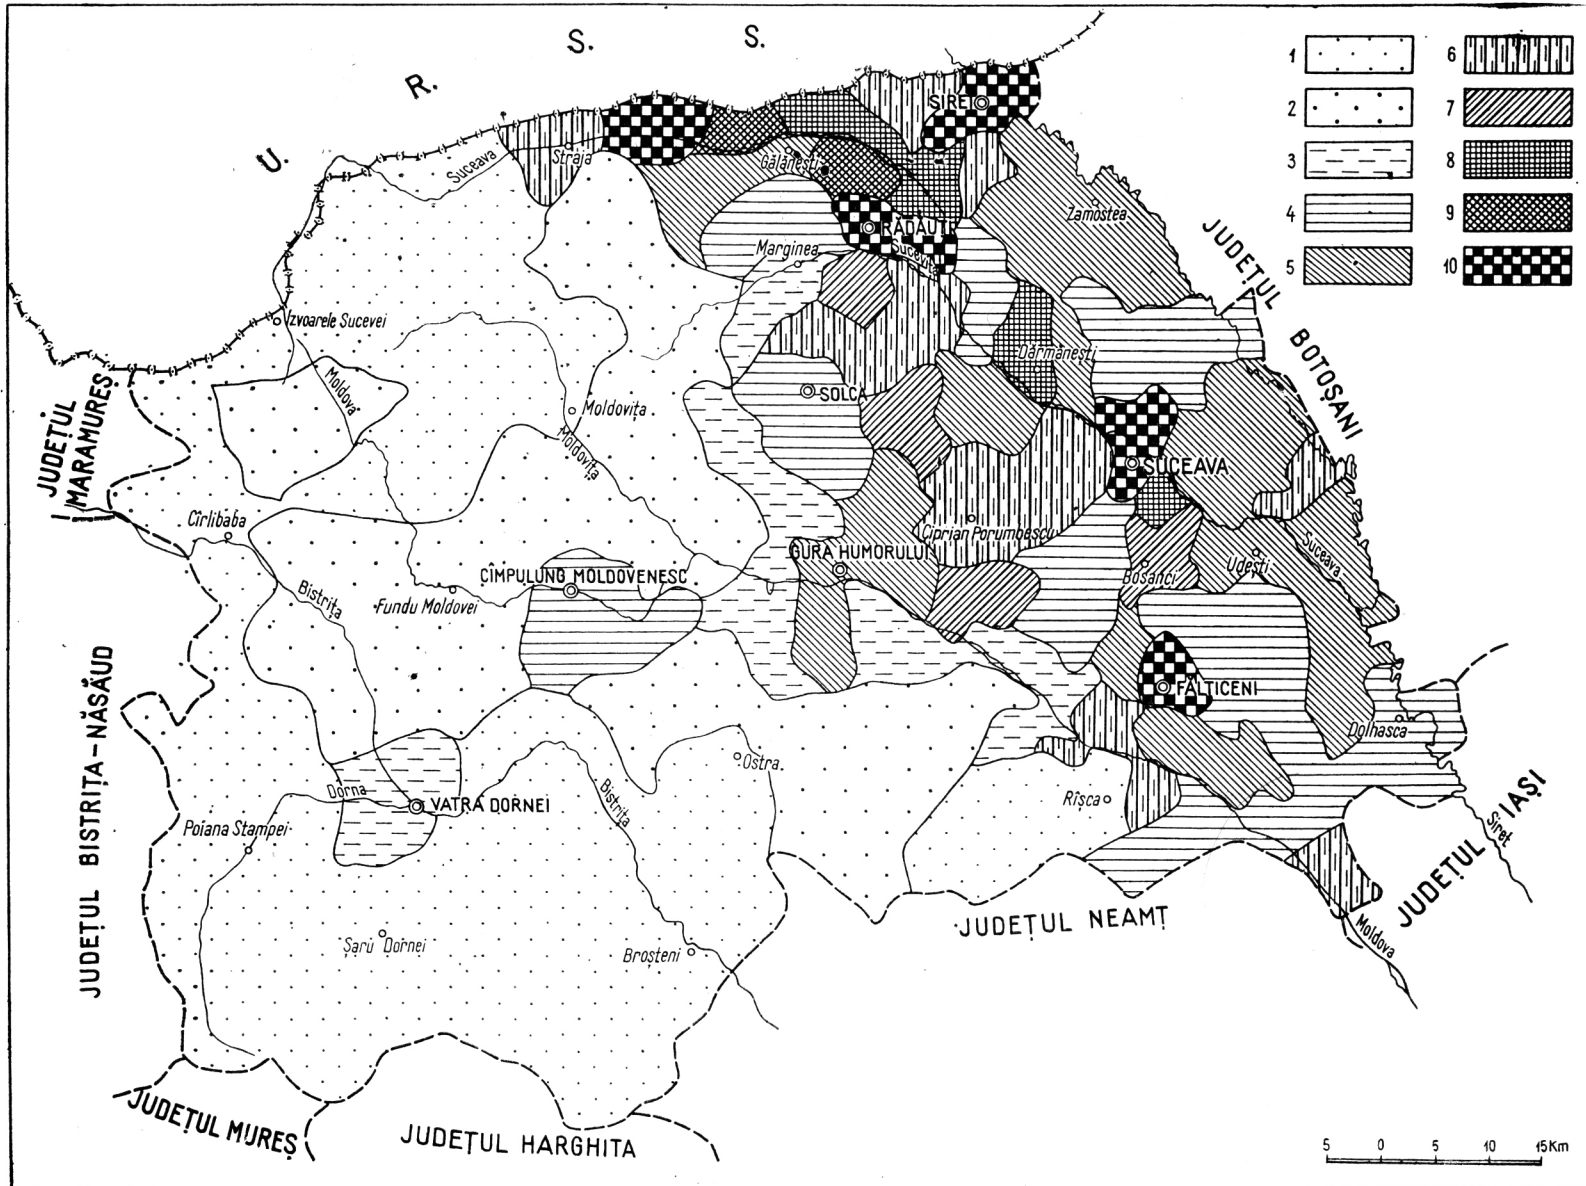 U. R. S. S.
1
2
3
4
5
6
7
8
9
10
SIRET
Straja
Suceava
Gălănești
RĂDĂUȚI
Sucevița
Zamostea
Marginea
JUDEȚUL BOTOȘANI
Izvoarele Sucevei
Moldova
JUDEȚUL
MARAMUREȘ
Moldovița
Moldovița
SOLCA
Dărmănești
SUCEAVA
Cîrlibaba
Ciprian Porumbescu
GURA HUMORULUI
CÎMPULUNG MOLDOVENESC
Bosanci
Udești
Suceava
Bistrița
Fundu Moldovei
JUDEȚUL BISTRIȚA-NĂSĂUD
FĂLTICENI
Dolhasca
Ostra
Dorna
VATRA DORNEI
Bistrița
Rîșca
Poiana Stampei
Siret
JUDEȚUL IAȘI
Șaru Dornei
Broșteni
JUDEȚUL NEAMȚ
Moldova
JUDEȚUL MUREȘ
JUDEȚUL HARGHITA
5 0 5 10 15Km